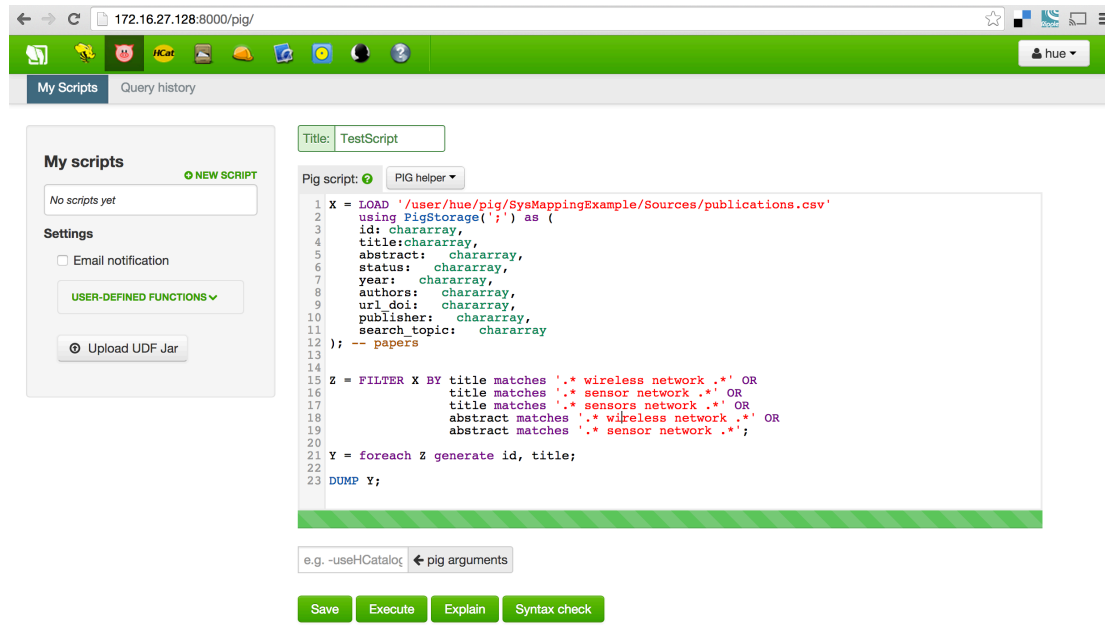 172.16.27.128:8000/pig/
HCat
hue
My Scripts Query history
My scripts
NEW SCRIPT
No scripts yet
Settings
Email notification
USER-DEFINED FUNCTIONS
Upload UDF Jar
Title: TestScript
Pig script: PIG helper
1 X = LOAD '/user/hue/pig/SysMappingExample/Sources/publications.csv'
2 using PigStorage(';') as (
3 id: chararray,
4 title:chararray,
5 abstract: chararray,
6 status: chararray,
7 year: chararray,
8 authors: chararray,
9 url_doi: chararray,
10 publisher: chararray,
11 search_topic: chararray
12 ); -- papers
13
14
15 Z = FILTER X BY title matches '.* wireless network .*' OR
16 title matches '.* sensor network .*' OR
17 title matches '.* sensors network .*' OR
18 abstract matches '.* wireless network .*' OR
19 abstract matches '.* sensor network .*';
20
21 Y = foreach Z generate id, title;
22
23 DUMP Y;
e.g. -useHCatalog pig arguments
Save Execute Explain Syntax check